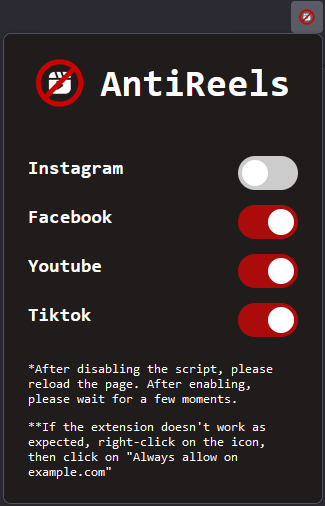 AntiReels
Instagram
Facebook
Youtube
Tiktok
*After disabling the script, please
reload the page. After enabling,
please wait for a few moments.
**If the extension doesn't work as
expected, right-click on the icon,
then click on "Always allow on
example.com"